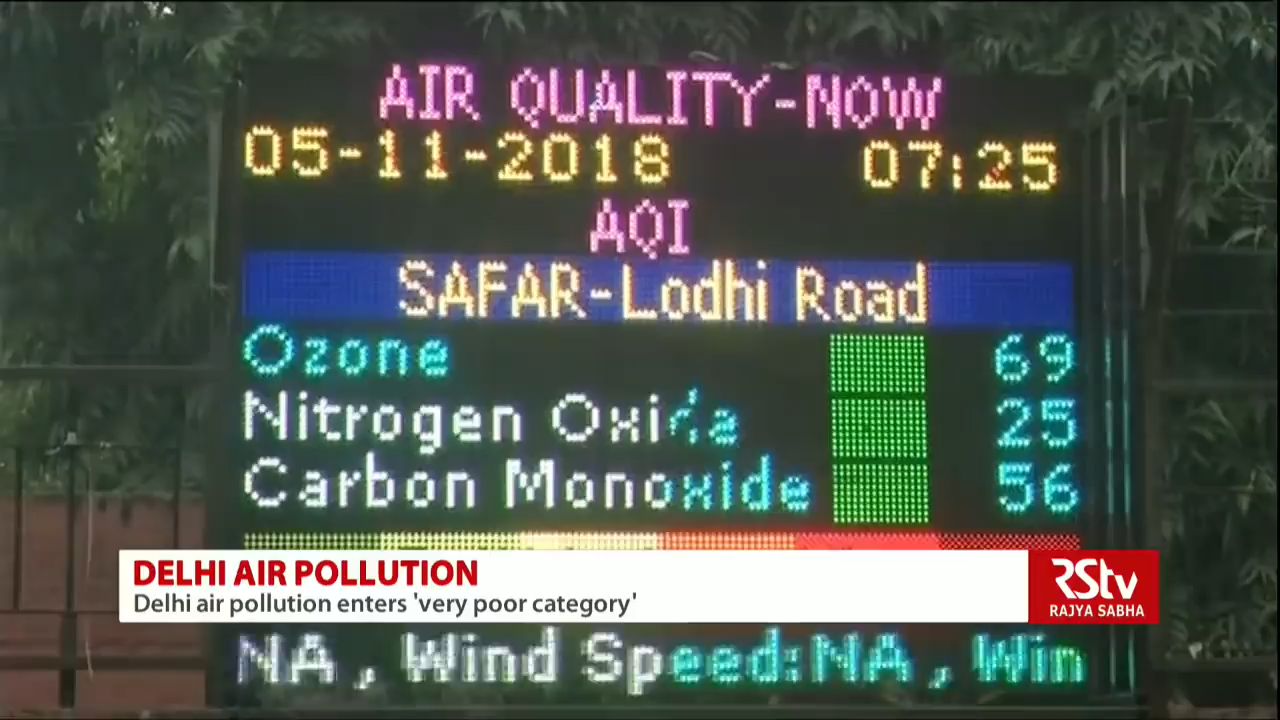 AIR QUALITY-NOW
05-11-2018 07:25
AQI
SAFAR-Lodhi Road
Ozone 69
Nitrogen 25
Carbon Monoxide 56
DELHI AIR POLLUTION
Delhi air pollution enters 'very poor category'
RStv
RAJYA SABHA
NA, Wind Speed:NA, Win